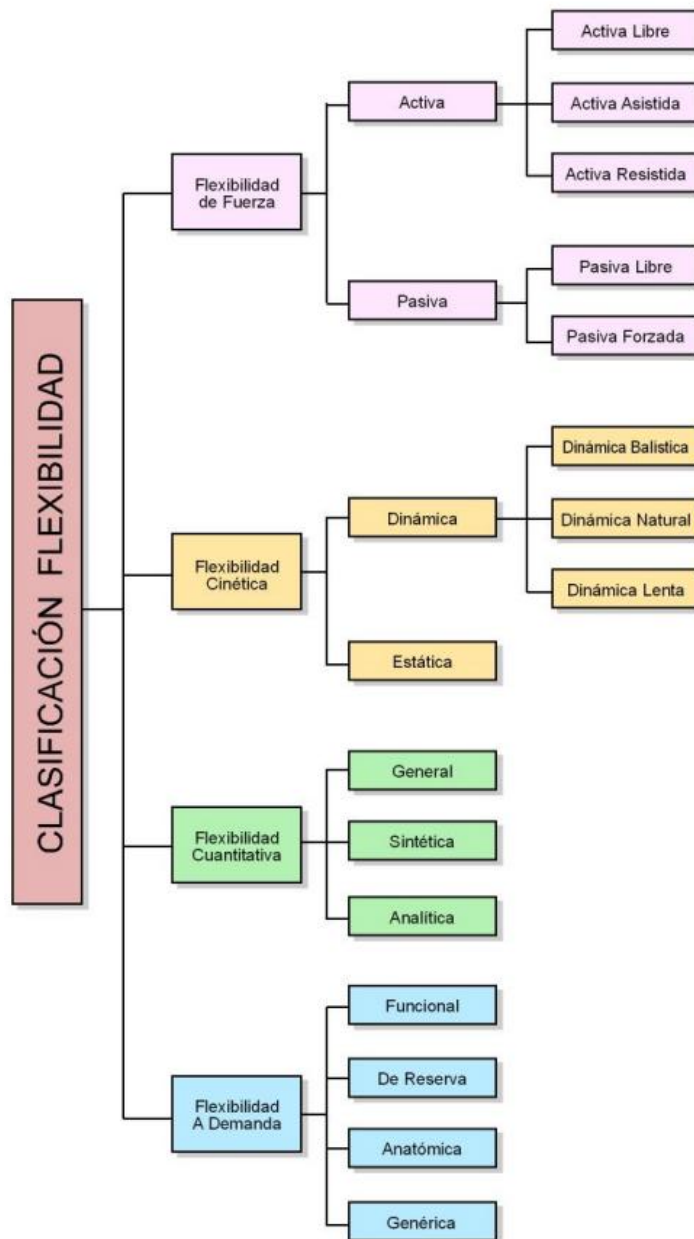 CLASIFICACIÓN FLEXIBILIDAD
Flexibilidad
de Fuerza
Activa
Activa Libre
Activa Asistida
Activa Resistida
Pasiva
Pasiva Libre
Pasiva Forzada
Flexibilidad
Cinética
Dinámica
Dinámica Balistica
Dinámica Natural
Dinámica Lenta
Estática
Flexibilidad
Cuantitativa
General
Sintética
Analítica
Flexibilidad
A Demanda
Funcional
De Reserva
Anatómica
Genérica